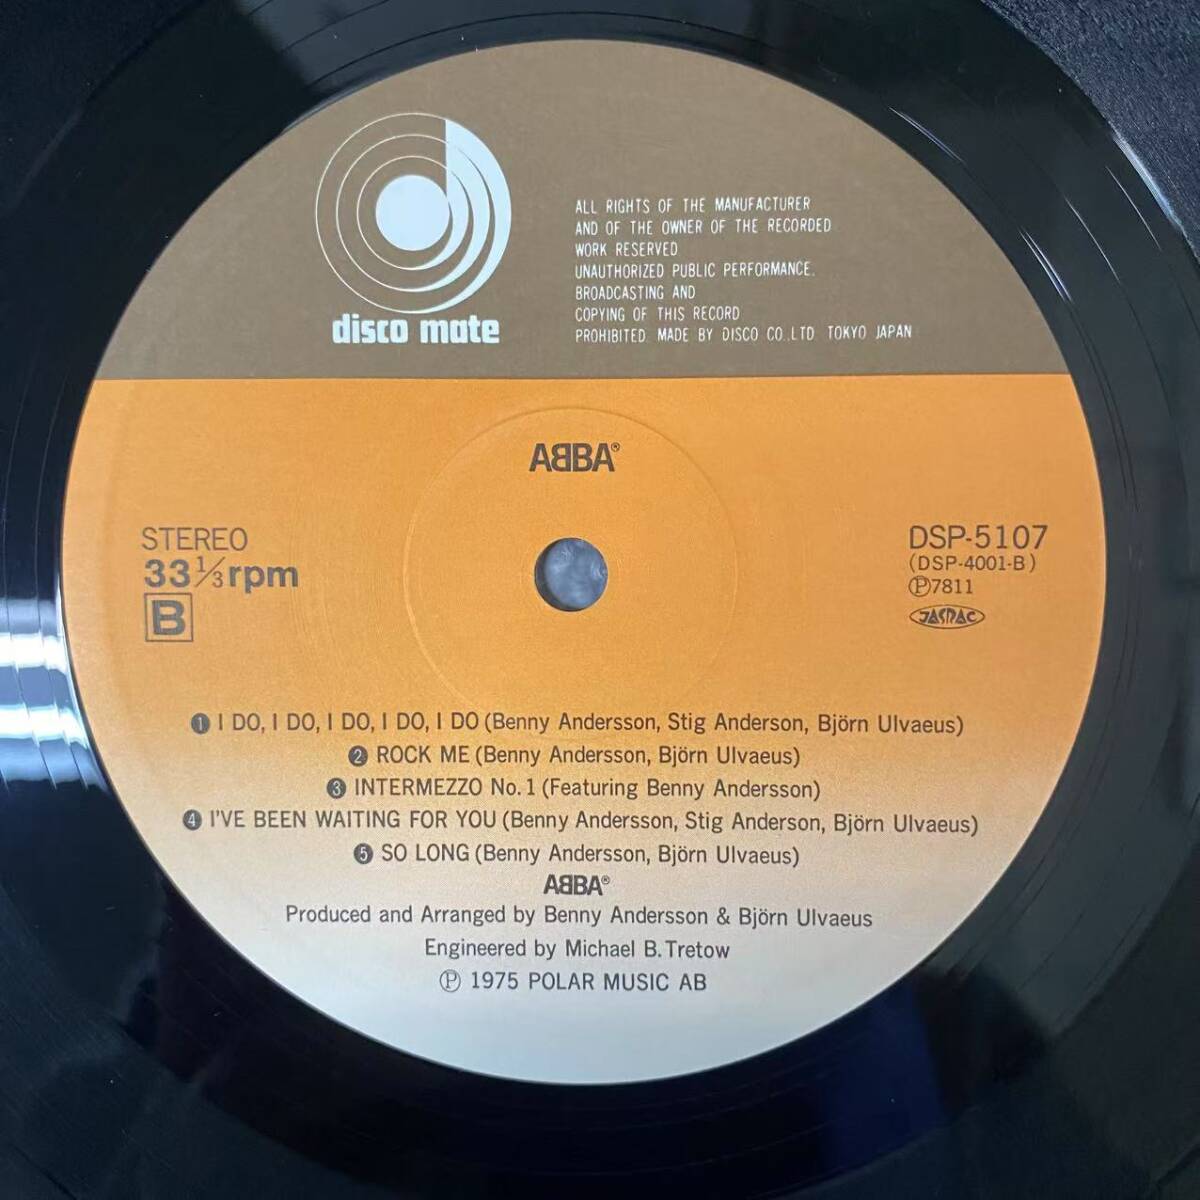 disco mate
ALL RIGHTS OF THE MANUFACTURER
AND OF THE OWNER OF THE RECORDED
WORK RESERVED
UNAUTHORIZED PUBLIC PERFORMANCE.
BROADCASTING AND
COPYING OF THIS RECORD
PROHIBITED. MADE BY DISCO CO.,LTD. TOKYO JAPAN
ABBA®
STEREO
33 1/3 rpm
B
DSP-5107
(DSP-4001-B)
Ⓟ7811
JASRAC
❶ I DO, I DO, I DO, I DO, I DO (Benny Andersson, Stig Anderson, Björn Ulvaeus)
❷ ROCK ME (Benny Andersson, Björn Ulvaeus)
❸ INTERMEZZO No. 1 (Featuring Benny Andersson)
❹ I'VE BEEN WAITING FOR YOU (Benny Andersson, Stig Anderson, Björn Ulvaeus)
❺ SO LONG (Benny Andersson, Björn Ulvaeus)
ABBA®
Produced and Arranged by Benny Andersson & Björn Ulvaeus
Engineered by Michael B. Tretow
Ⓟ 1975 POLAR MUSIC AB